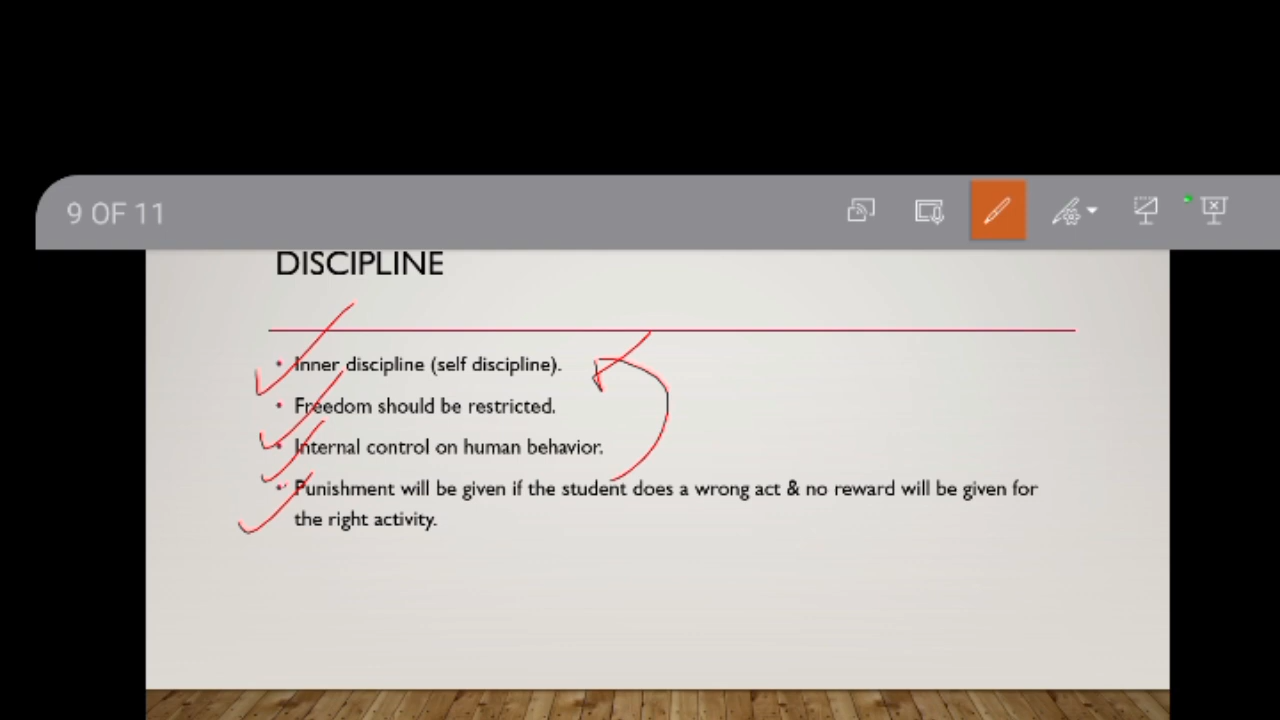 9 OF 11
DISCIPLINE
• Inner discipline (self discipline).
• Freedom should be restricted.
• Internal control on human behavior.
• Punishment will be given if the student does a wrong act & no reward will be given for
the right activity.